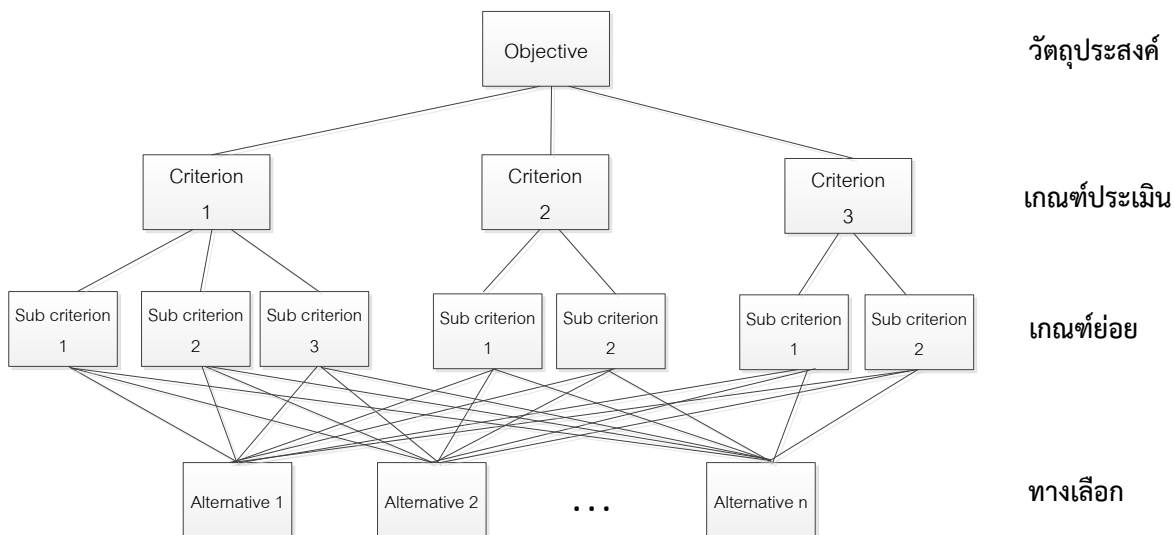 Objective
วัตถุประสงค์
Criterion
1
Criterion
2
Criterion
3
เกณฑ์ประเมิน
Sub criterion
1
Sub criterion
2
Sub criterion
3
Sub criterion
1
Sub criterion
2
Sub criterion
1
Sub criterion
2
เกณฑ์ย่อย
Alternative 1
Alternative 2
...
Alternative n
ทางเลือก